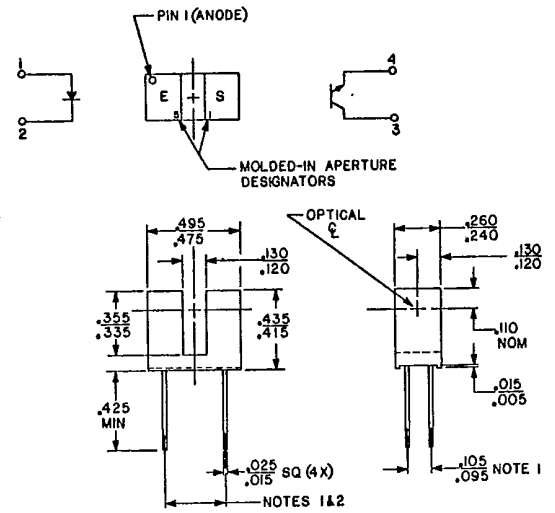 PIN 1 (ANODE)
1
2
E
S
5
1
4
3
MOLDED-IN APERTURE
DESIGNATORS
.495
.475
.130
.120
OPTICAL
℄
.260
.240
.130
.120
.355
.335
.435
.415
.110
NOM
.425
MIN
.015
.005
.025
.015 SQ (4X)
.105
.095 NOTE 1
NOTES 1&2